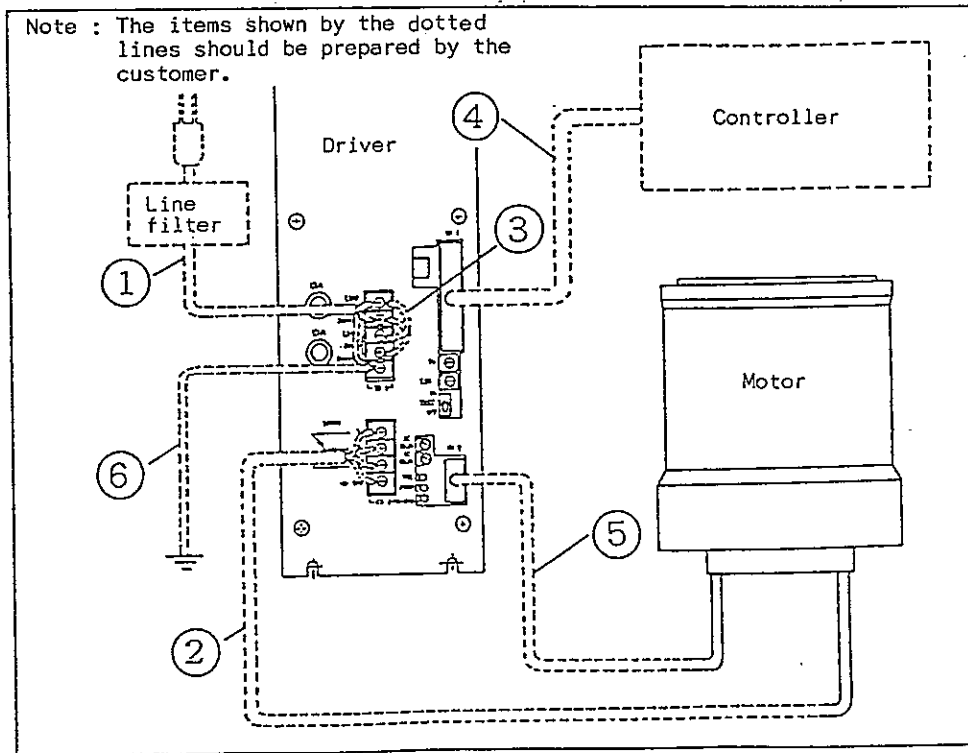 Note : The items shown by the dotted
lines should be prepared by the
customer.
Driver
4
Controller
Line
filter
3
1
Motor
6
5
2